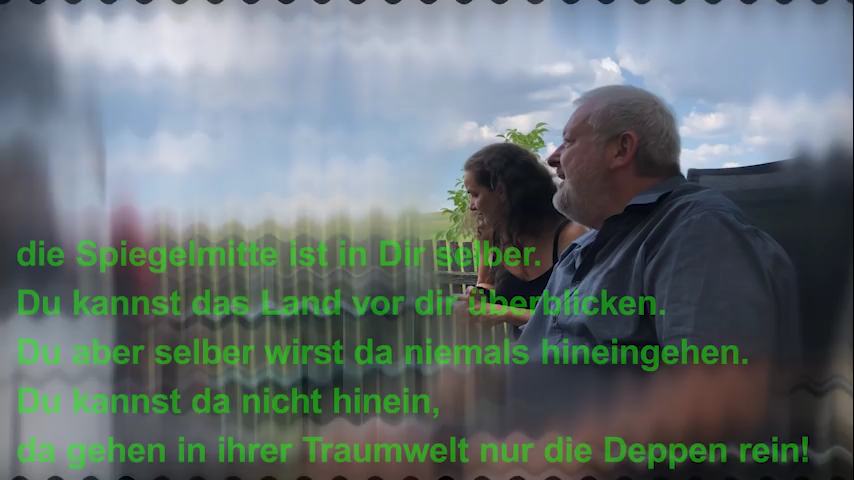 die Spiegelmitte ist in Dir selber.
Du kannst das Land vor dir überblicken.
Du aber selber wirst da niemals hineingehen.
Du kannst da nicht hinein,
da gehen in ihrer Traumwelt nur die Deppen rein!